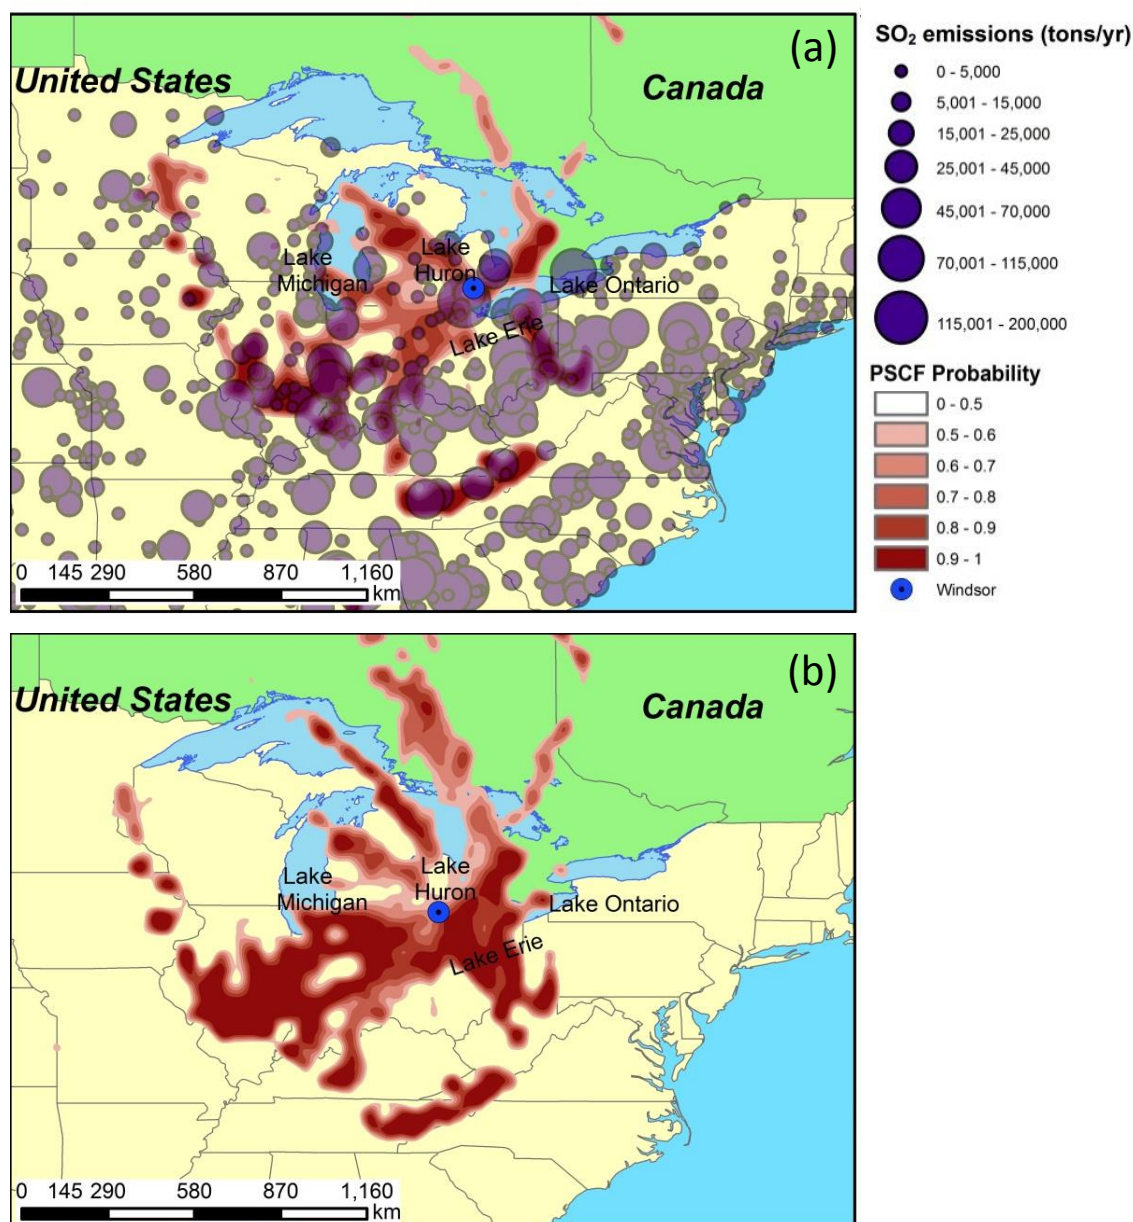 (a)
United States
Canada
Lake
Michigan
Lake
Huron
Lake Ontario
Lake Erie
0 145 290 580 870 1,160
km
SO₂ emissions (tons/yr)
0 - 5,000
5,001 - 15,000
15,001 - 25,000
25,001 - 45,000
45,001 - 70,000
70,001 - 115,000
115,001 - 200,000
PSCF Probability
0 - 0.5
0.5 - 0.6
0.6 - 0.7
0.7 - 0.8
0.8 - 0.9
0.9 - 1
Windsor
(b)
United States
Canada
Lake
Michigan
Lake
Huron
Lake Ontario
Lake Erie
0 145 290 580 870 1,160
km